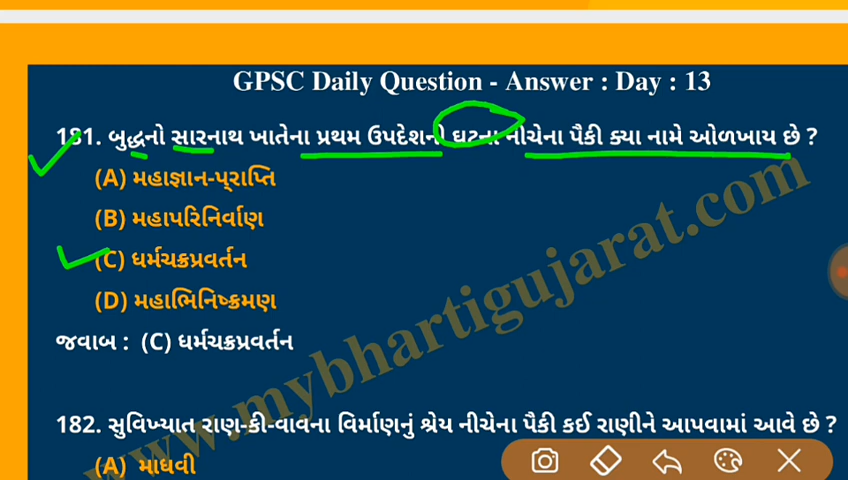 GPSC Daily Question - Answer : Day : 13
181. બુદ્ધનો સારનાથ ખાતેના પ્રથમ ઉપદેશની ઘટના નીચેના પૈકી ક્યા નામે ઓળખાય છે ?
(A) મહાજ્ઞાન-પ્રાપ્તિ
(B) મહાપરિનિર્વાણ
(C) ધર્મચક્રપ્રવર્તન
(D) મહાભિનિષ્ક્રમણ
જવાબ : (C) ધર્મચક્રપ્રવર્તન
www.mybhartigujarat.com
182. સુવિખ્યાત રાણ-કી-વાવના વિર્માણનું શ્રેય નીચેના પૈકી કઈ રાણીને આપવામાં આવે છે ?
(A) માધવી